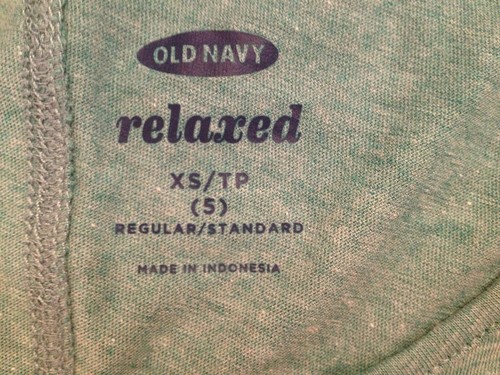 OLD NAVY
relaxed
XS/TP
(5)
REGULAR/STANDARD
MADE IN INDONESIA